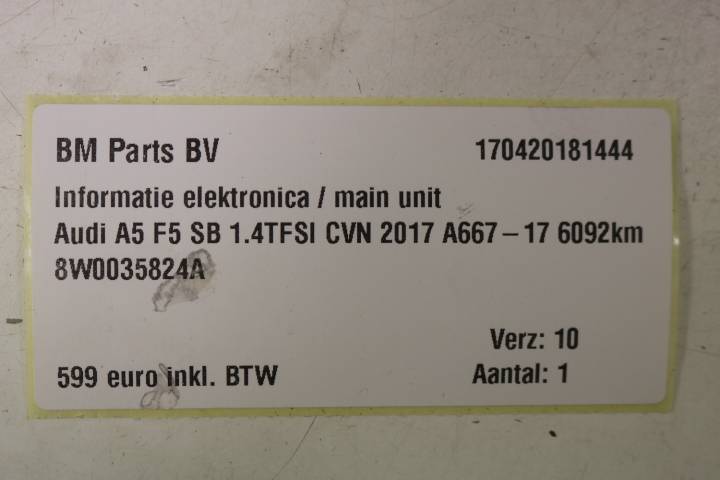 BM Parts BV 170420181444
Informatie elektronica / main unit
Audi A5 F5 SB 1.4TFSI CVN 2017 A667 – 17 6092km
8W0035824A
Verz: 10
599 euro inkl. BTW Aantal: 1